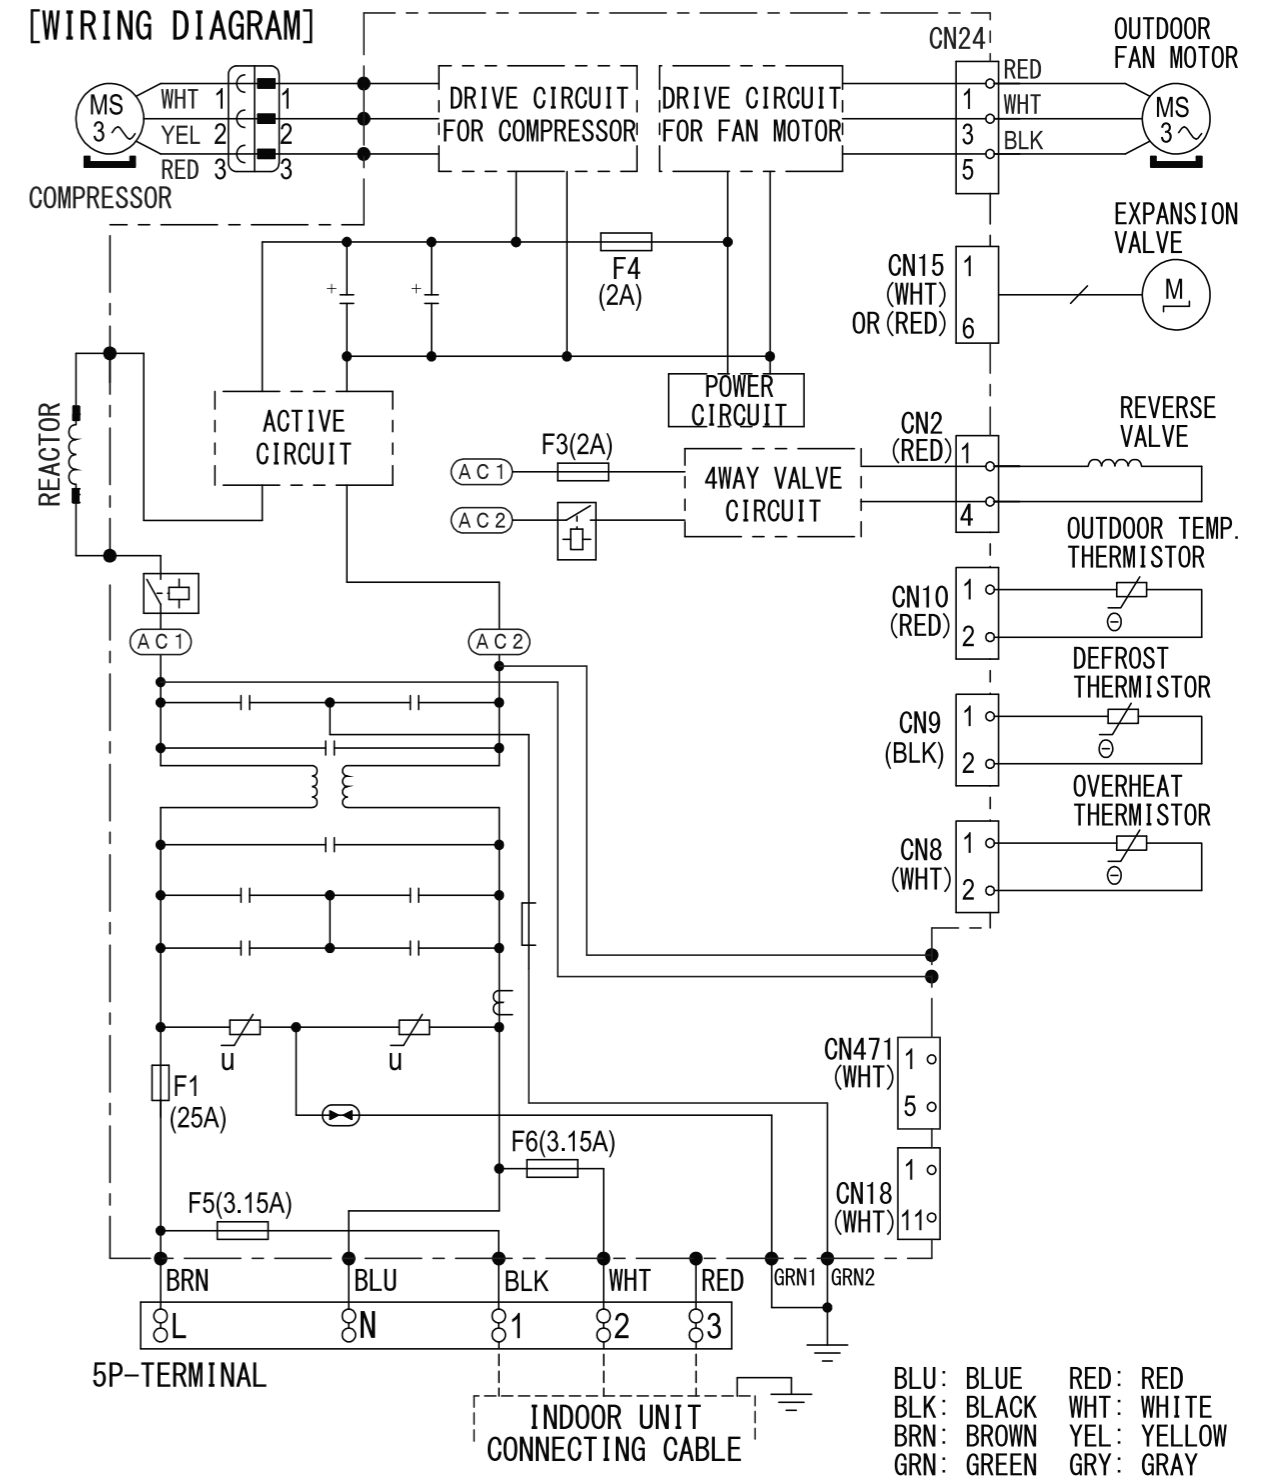 [WIRING DIAGRAM]
OUTDOOR
FAN MOTOR
CN24
MS
3
WHT 1 1
YEL 2 2
RED 3 3
COMPRESSOR
DRIVE CIRCUIT
FOR COMPRESSOR
DRIVE CIRCUIT
FOR FAN MOTOR
RED
1
WHT
3
BLK
5
MS
3
F4
(2A)
+
+
CN15
(WHT)
OR(RED)
1
6
EXPANSION
VALVE
M
REACTOR
ACTIVE
CIRCUIT
POWER
CIRCUIT
F3(2A)
AC1
AC2
4WAY VALVE
CIRCUIT
CN2
(RED)
1
4
REVERSE
VALVE
OUTDOOR TEMP.
THERMISTOR
CN10
(RED)
1
2
AC1
AC2
DEFROST
THERMISTOR
CN9
(BLK)
1
2
OVERHEAT
THERMISTOR
CN8
(WHT)
1
2
u
u
F1
(25A)
CN471
(WHT)
1
5
F6(3.15A)
F5(3.15A)
CN18
(WHT)
1
11
BRN
BLU
BLK
WHT
RED
GRN1
GRN2
L
N
1
2
3
5P-TERMINAL
INDOOR UNIT
CONNECTING CABLE
BLU: BLUE RED: RED
BLK: BLACK WHT: WHITE
BRN: BROWN YEL: YELLOW
GRN: GREEN GRY: GRAY